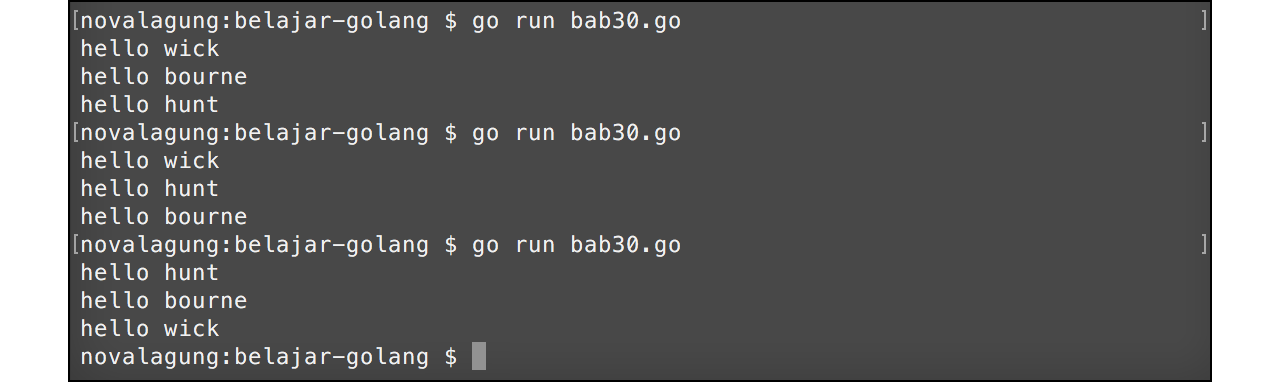 [novalagung:belajar-golang $ go run bab30.go ]
hello wick
hello bourne
hello hunt
[novalagung:belajar-golang $ go run bab30.go ]
hello wick
hello hunt
hello bourne
[novalagung:belajar-golang $ go run bab30.go ]
hello hunt
hello bourne
hello wick
novalagung:belajar-golang $